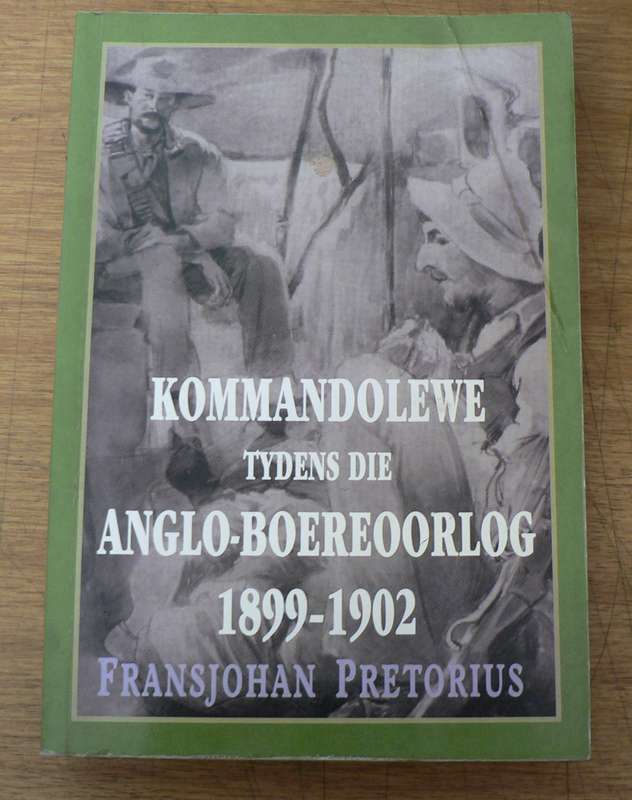 KOMMANDOLEWE
TYDENS DIE
ANGLO-BOEREOORLOG
1899-1902
FRANSJOHAN PRETORIUS